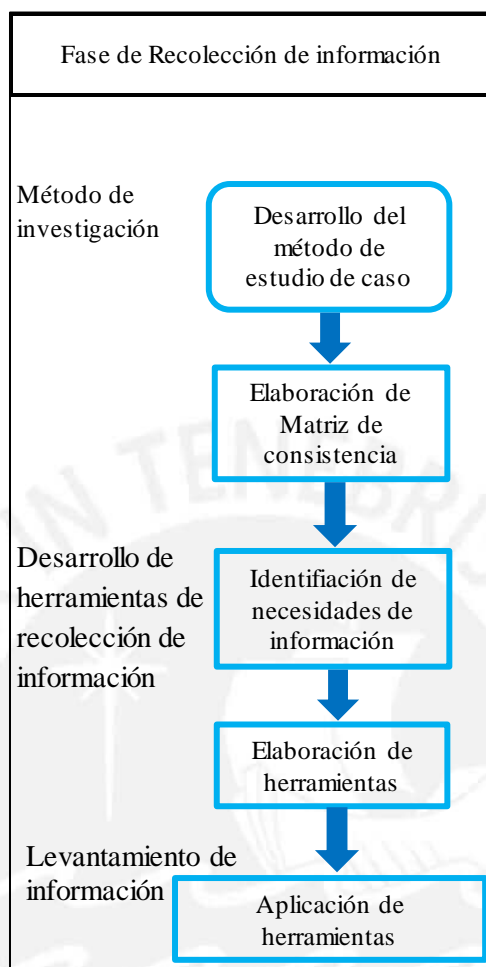 Fase de Recolección de información
Método de
investigación
Desarrollo del
método de
estudio de caso
Elaboración de
Matriz de
consistencia
Desarrollo de
herramientas de
recolección de
información
Identifiación de
necesidades de
información
Elaboración de
herramientas
Levantamiento de
información
Aplicación de
herramientas
IN TENEBRIS